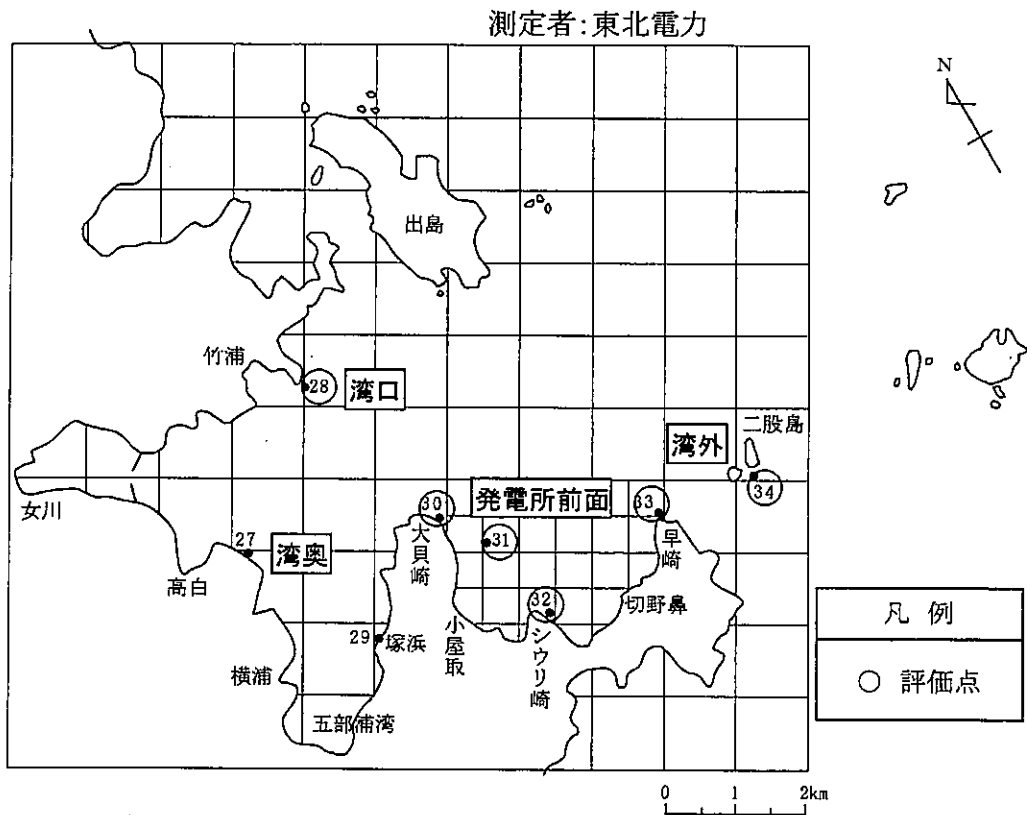 測定者:東北電力
N
出島
竹浦
28
湾口
二股島
湾外
34
女川
30
発電所前面
33
大貝崎
31
早崎
27
湾奥
高白
32
切野鼻
凡例
○ 評価点
29
塚浜
小屋取
シウリ崎
横浦
五部浦湾
0 1 2km